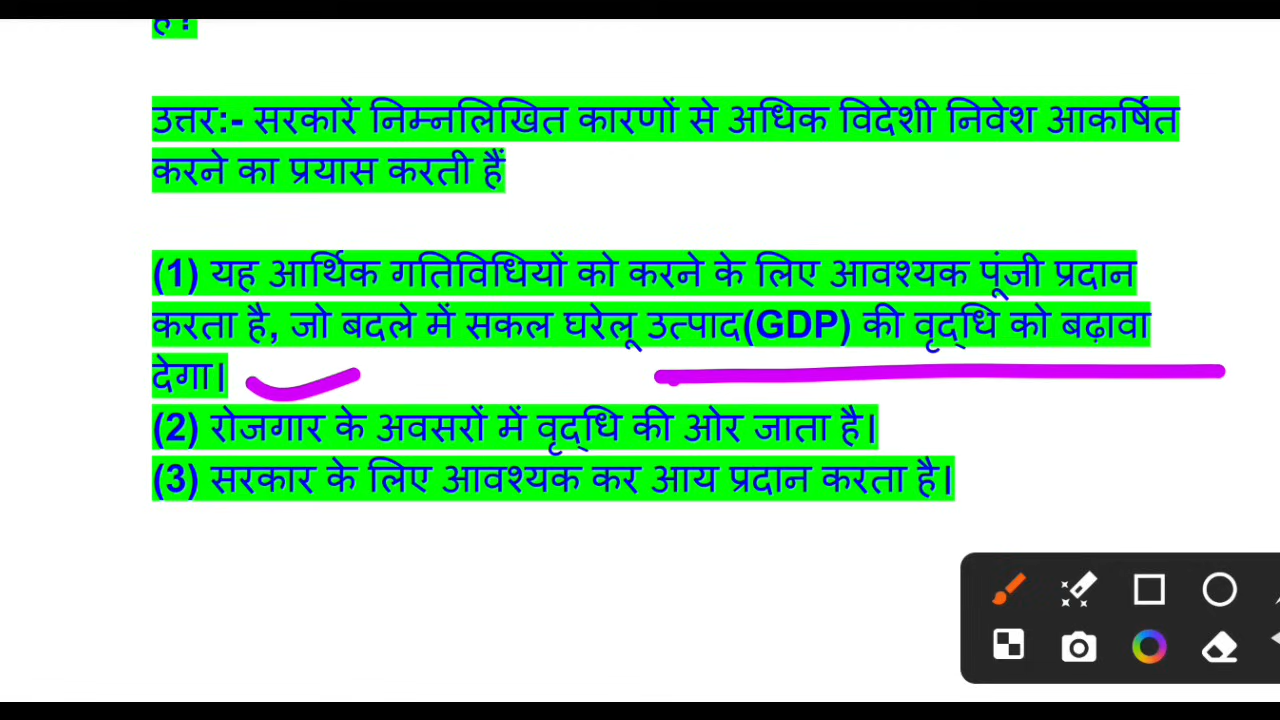 है?
उत्तर:- सरकारें निम्नलिखित कारणों से अधिक विदेशी निवेश आकर्षित
करने का प्रयास करती हैं
(1) यह आर्थिक गतिविधियों को करने के लिए आवश्यक पूंजी प्रदान
करता है, जो बदले में सकल घरेलू उत्पाद(GDP) की वृद्धि को बढ़ावा
देगा।
(2) रोजगार के अवसरों में वृद्धि की ओर जाता है।
(3) सरकार के लिए आवश्यक कर आय प्रदान करता है।